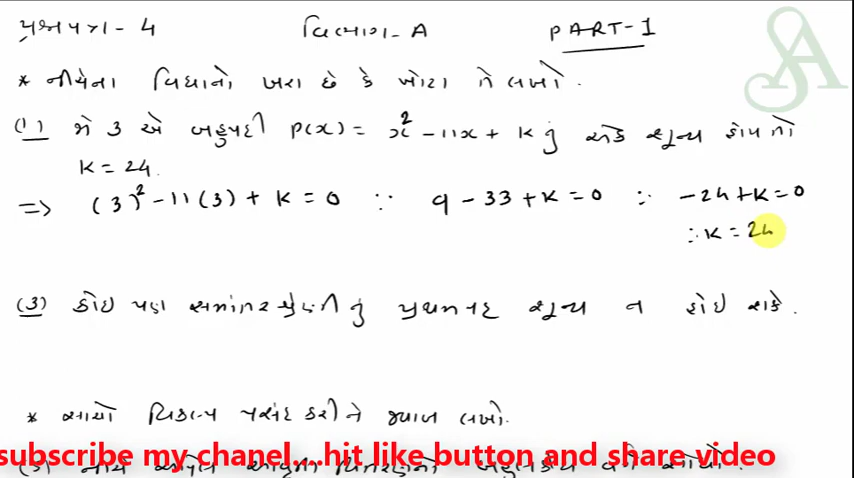 પ્રશ્નપત્ર - 4 વિભાગ - A PART-I
* નીચેના વિધાનો ખરા છે કે ખોટા તે લખો.
(1) જો 3 એ બહુપદી P(x) = x² - 11x + K નું કોઈ શૂન્ય હોય તો
K = 24.
=> (3)² - 11(3) + K = 0 ∵ 9 - 33 + K = 0 ∵ -24 + K = 0
∴ K = 24
(3) કોઈ પણ સમાંતર શ્રેણીનું પ્રથમ પદ શૂન્ય ન હોઈ શકે.
* સાચો વિકલ્પ પસંદ કરીને જવાબ લખો.
subscribe my chanel...hit like button and share video
SA